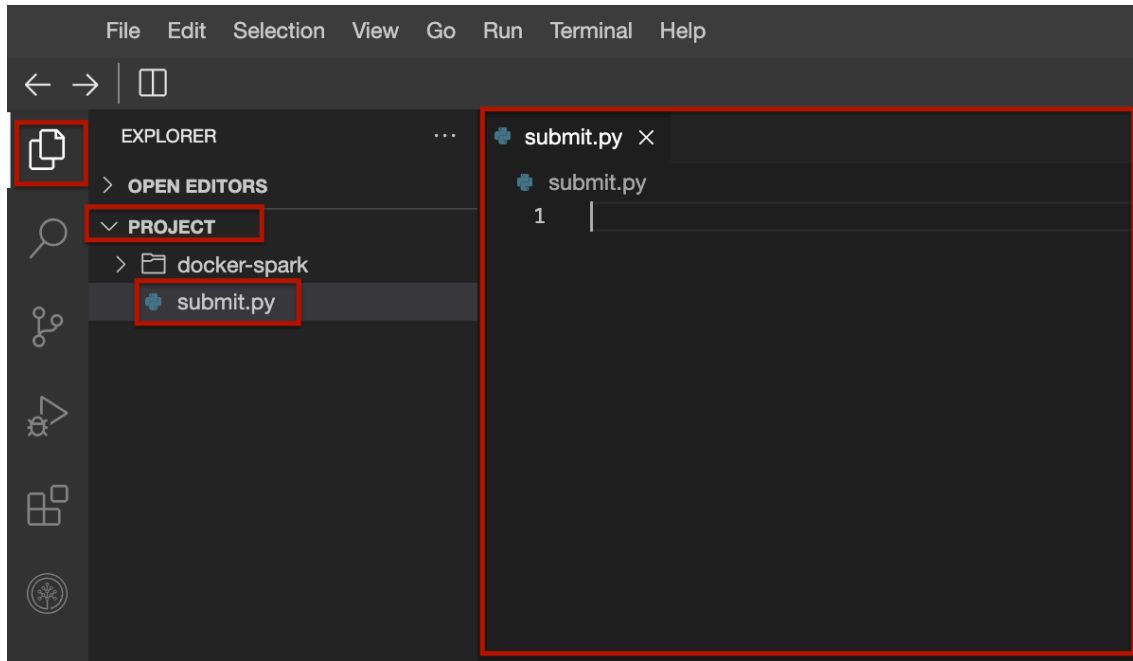 File Edit Selection View Go Run Terminal Help
EXPLORER
OPEN EDITORS
PROJECT
docker-spark
submit.py
submit.py
submit.py
1